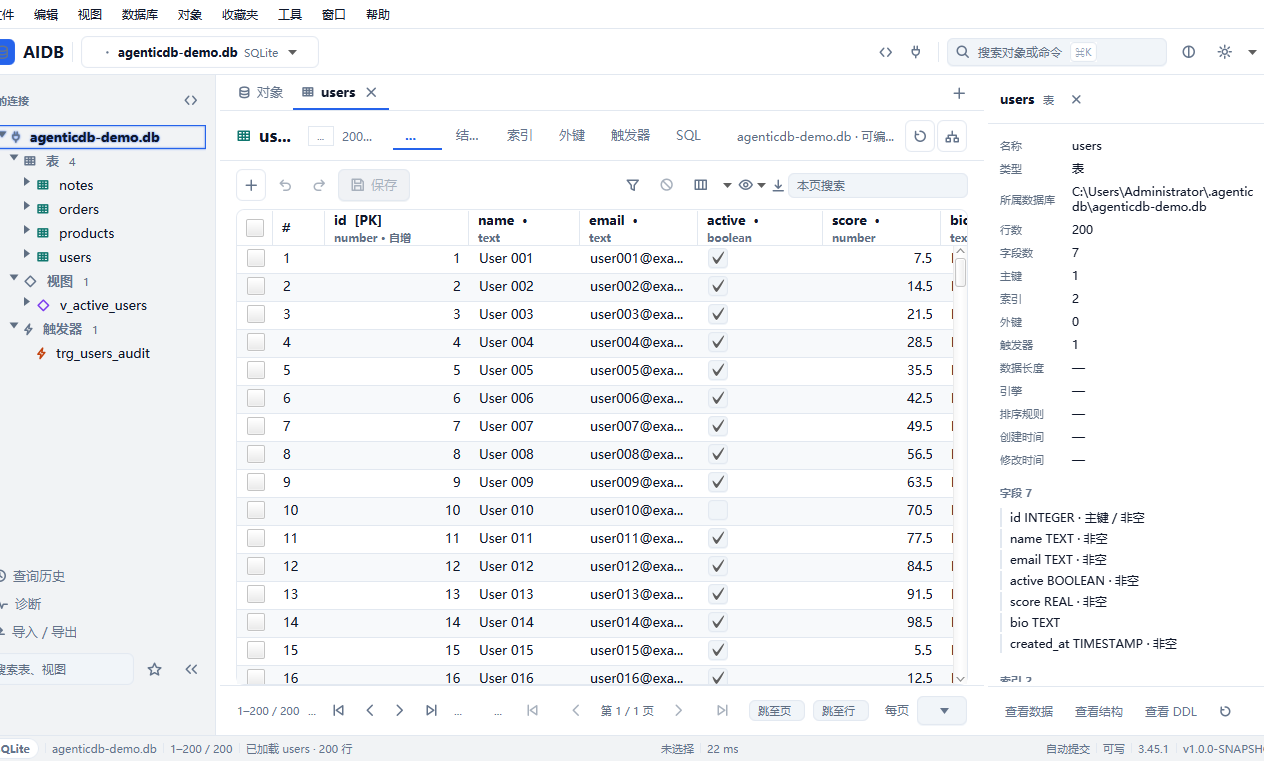 件 编辑 视图 数据库 对象 收藏夹 工具 窗口 帮助
AIDB agenticdb-demo.db SQLite 搜索对象或命令 ⌘K
的连接
agenticdb-demo.db
表 4
notes
orders
products
users
视图 1
v_active_users
触发器 1
trg_users_audit
查询历史
诊断
导入 / 导出
搜索表、视图
对象 users
us... ... 200... ... 结... 索引 外键 触发器 SQL agenticdb-demo.db · 可编...
保存 本页搜索
# id [PK] name • email • active • score • bio
number • 自增 text text boolean number tex
1 1 User 001 user001@exa... 7.5
2 2 User 002 user002@exa... 14.5
3 3 User 003 user003@exa... 21.5
4 4 User 004 user004@exa... 28.5
5 5 User 005 user005@exa... 35.5
6 6 User 006 user006@exa... 42.5
7 7 User 007 user007@exa... 49.5
8 8 User 008 user008@exa... 56.5
9 9 User 009 user009@exa... 63.5
10 10 User 010 user010@exa... 70.5
11 11 User 011 user011@exa... 77.5
12 12 User 012 user012@exa... 84.5
13 13 User 013 user013@exa... 91.5
14 14 User 014 user014@exa... 98.5
15 15 User 015 user015@exa... 5.5
16 16 User 016 user016@exa... 12.5
1–200 / 200 ... ... ... 第 1 / 1 页 跳至页 跳至行 每页
users 表
名称 users
类型 表
所属数据库 C:\Users\Administrator\.agentic
db\agenticdb-demo.db
行数 200
字段数 7
主键 1
索引 2
外键 0
触发器 1
数据长度 —
引擎 —
排序规则 —
创建时间 —
修改时间 —
字段 7
id INTEGER · 主键 / 非空
name TEXT · 非空
email TEXT · 非空
active BOOLEAN · 非空
score REAL · 非空
bio TEXT
created_at TIMESTAMP · 非空
索引 2
查看数据 查看结构 查看 DDL
QLite agenticdb-demo.db 1–200 / 200 已加载 users · 200 行 未选择 22 ms 自动提交 可写 3.45.1 v1.0.0-SNAPSH